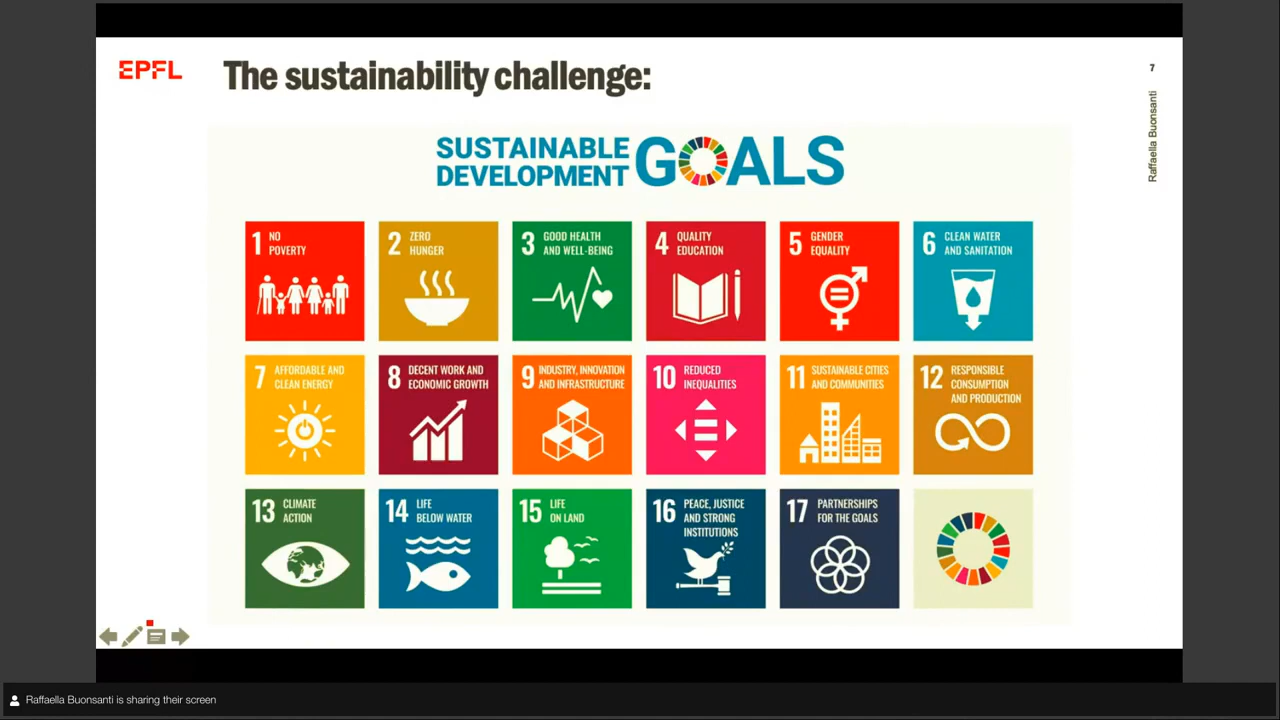 EPFL
The sustainability challenge:
7
Raffaella Buonsanti
SUSTAINABLE
DEVELOPMENT
GOALS
1 NO
POVERTY
2 ZERO
HUNGER
3 GOOD HEALTH
AND WELL-BEING
4 QUALITY
EDUCATION
5 GENDER
EQUALITY
6 CLEAN WATER
AND SANITATION
7 AFFORDABLE AND
CLEAN ENERGY
8 DECENT WORK AND
ECONOMIC GROWTH
9 INDUSTRY, INNOVATION
AND INFRASTRUCTURE
10 REDUCED
INEQUALITIES
11 SUSTAINABLE CITIES
AND COMMUNITIES
12 RESPONSIBLE
CONSUMPTION
AND PRODUCTION
13 CLIMATE
ACTION
14 LIFE
BELOW WATER
15 LIFE
ON LAND
16 PEACE, JUSTICE
AND STRONG
INSTITUTIONS
17 PARTNERSHIPS
FOR THE GOALS
Raffaella Buonsanti is sharing their screen